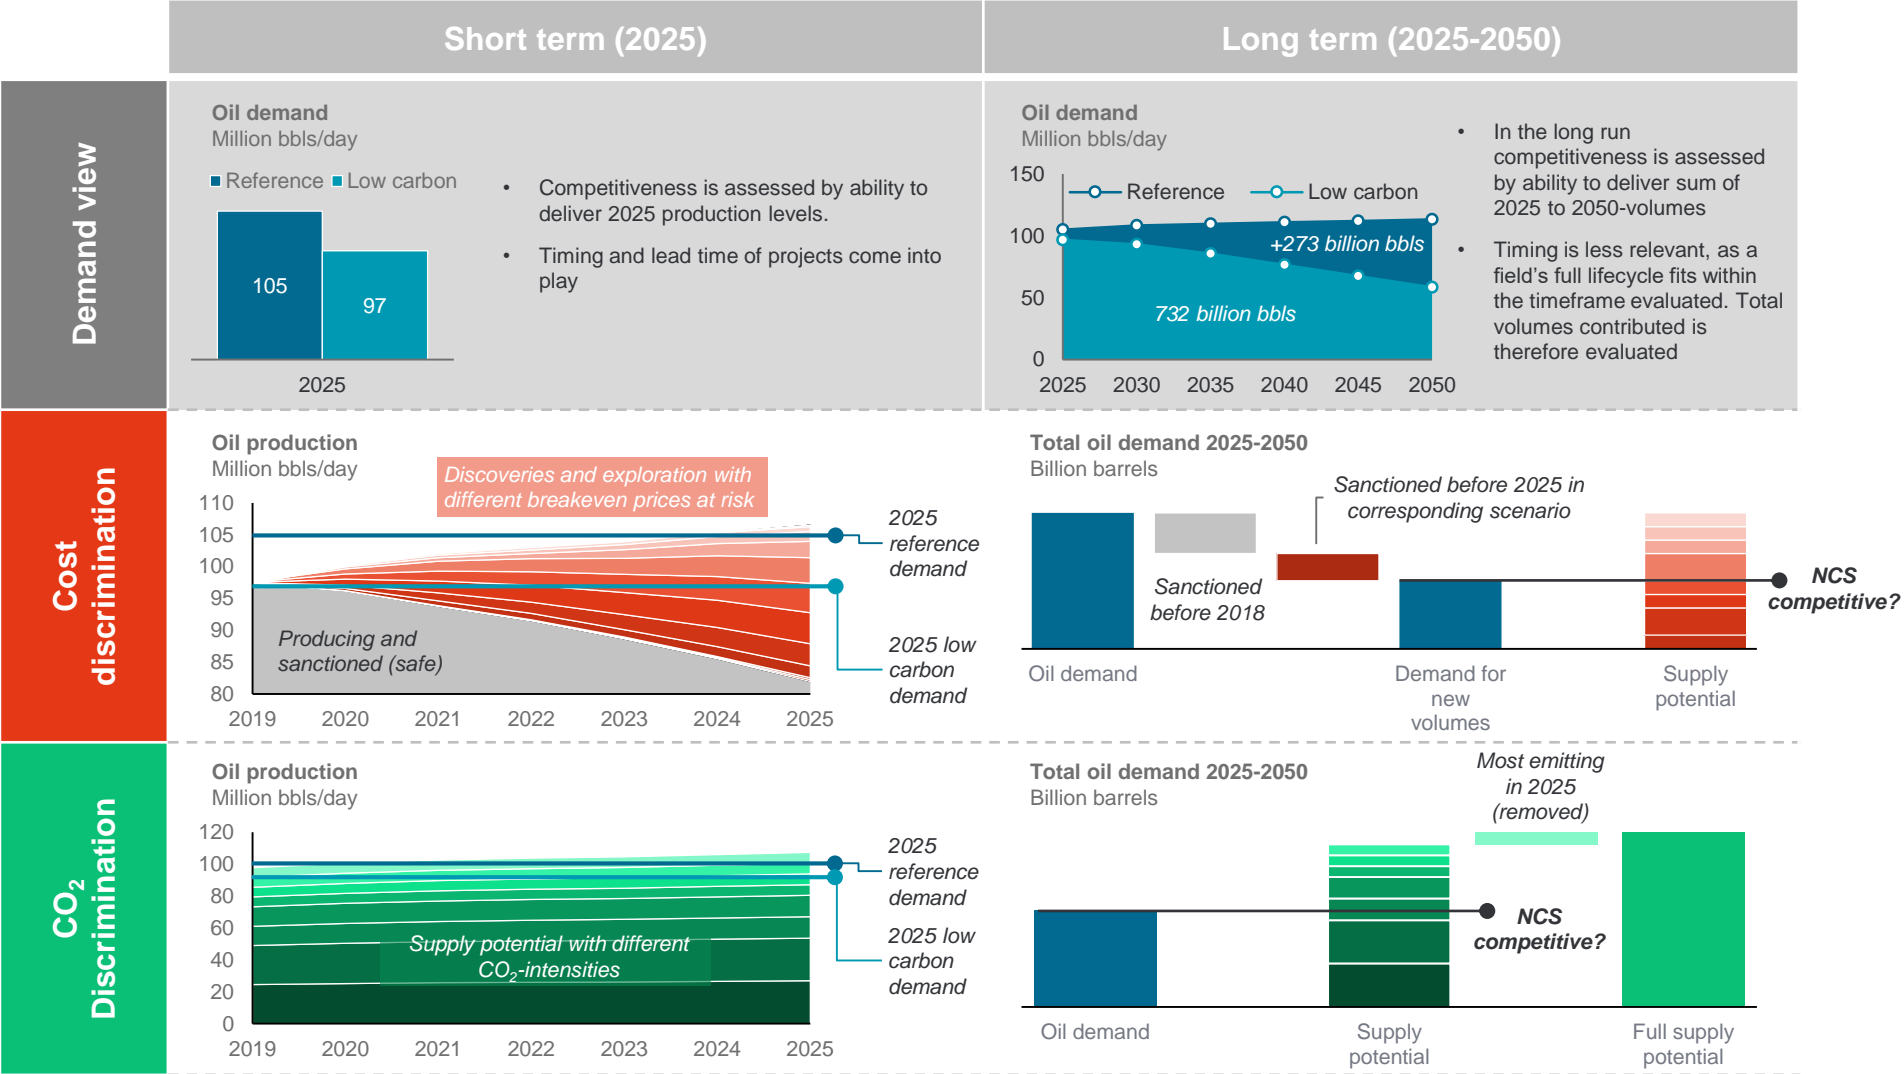 Short term (2025)
Long term (2025-2050)
Demand view
Oil demand
Million bbls/day
Reference
Low carbon
105
97
2025
• Competitiveness is assessed by ability to
deliver 2025 production levels.
• Timing and lead time of projects come into
play
Oil demand
Million bbls/day
150
100
50
0
Reference
Low carbon
+273 billion bbls
732 billion bbls
2025 2030 2035 2040 2045 2050
• In the long run
competitiveness is assessed
by ability to deliver sum of
2025 to 2050-volumes
• Timing is less relevant, as a
field's full lifecycle fits within
the timeframe evaluated. Total
volumes contributed is
therefore evaluated
Cost
discrimination
Oil production
Million bbls/day
Discoveries and exploration with
different breakeven prices at risk
110
105
100
95
90
85
80
Producing and
sanctioned (safe)
2019 2020 2021 2022 2023 2024 2025
2025
reference
demand
2025 low
carbon
demand
Total oil demand 2025-2050
Billion barrels
Sanctioned before 2025 in
corresponding scenario
Sanctioned
before 2018
NCS
competitive?
Oil demand
Demand for
new
volumes
Supply
potential
CO2
Discrimination
Oil production
Million bbls/day
120
100
80
60
40
20
0
Supply potential with different
CO2-intensities
2019 2020 2021 2022 2023 2024 2025
2025
reference
demand
2025 low
carbon
demand
Total oil demand 2025-2050
Billion barrels
Most emitting
in 2025
(removed)
NCS
competitive?
Oil demand
Supply
potential
Full supply
potential